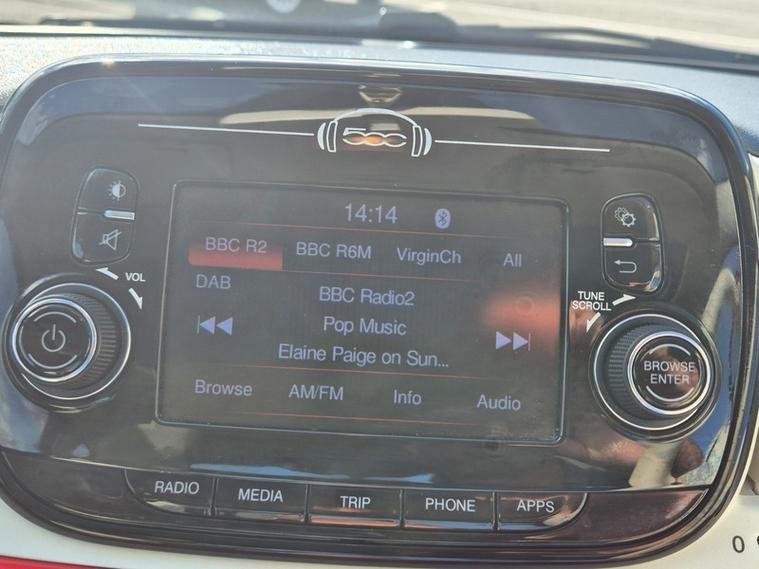 500
14:14
BBC R2 BBC R6M VirginCh All
VOL
DAB
BBC Radio2
TUNE
SCROLL
Pop Music
Elaine Paige on Sun...
BROWSE
ENTER
Browse AM/FM Info Audio
RADIO MEDIA TRIP PHONE APPS
0